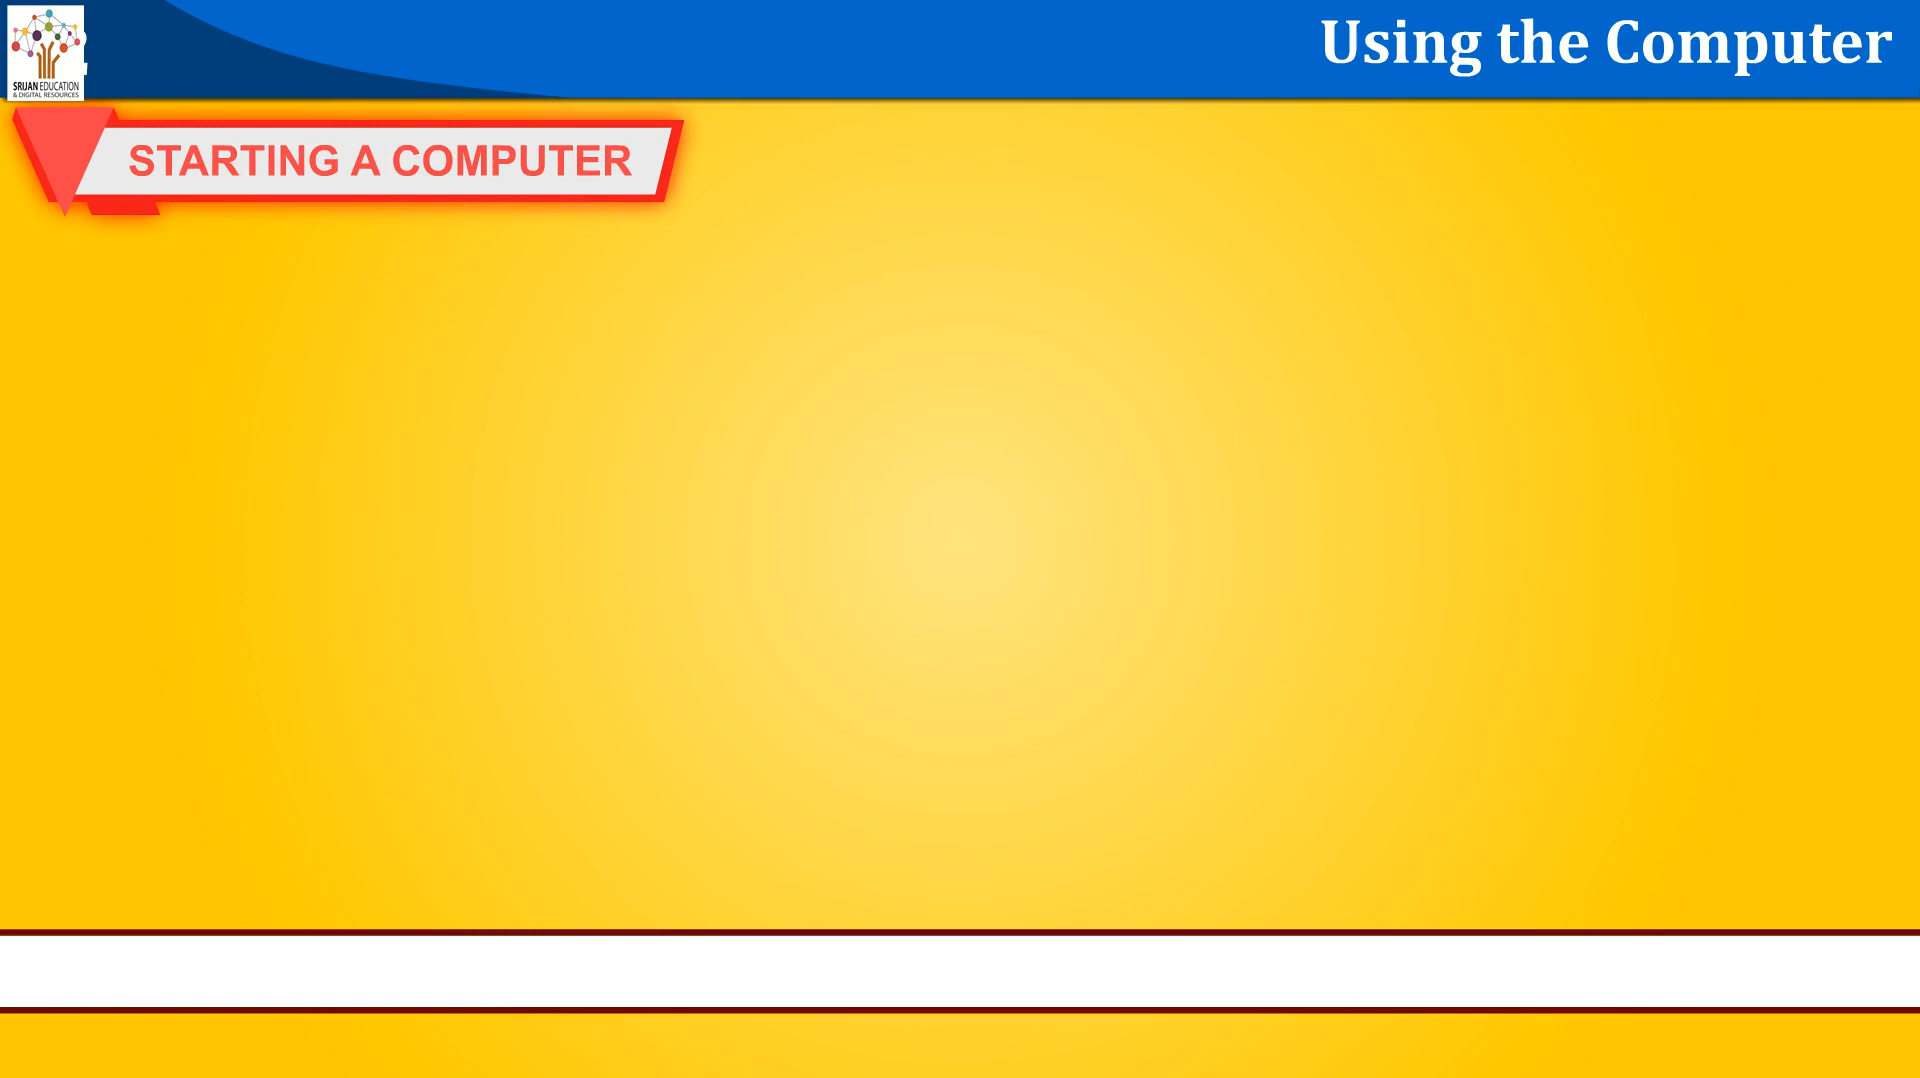 Using the Computer
SRIJAN EDUCATION
& DIGITAL RESOURCES
STARTING A COMPUTER